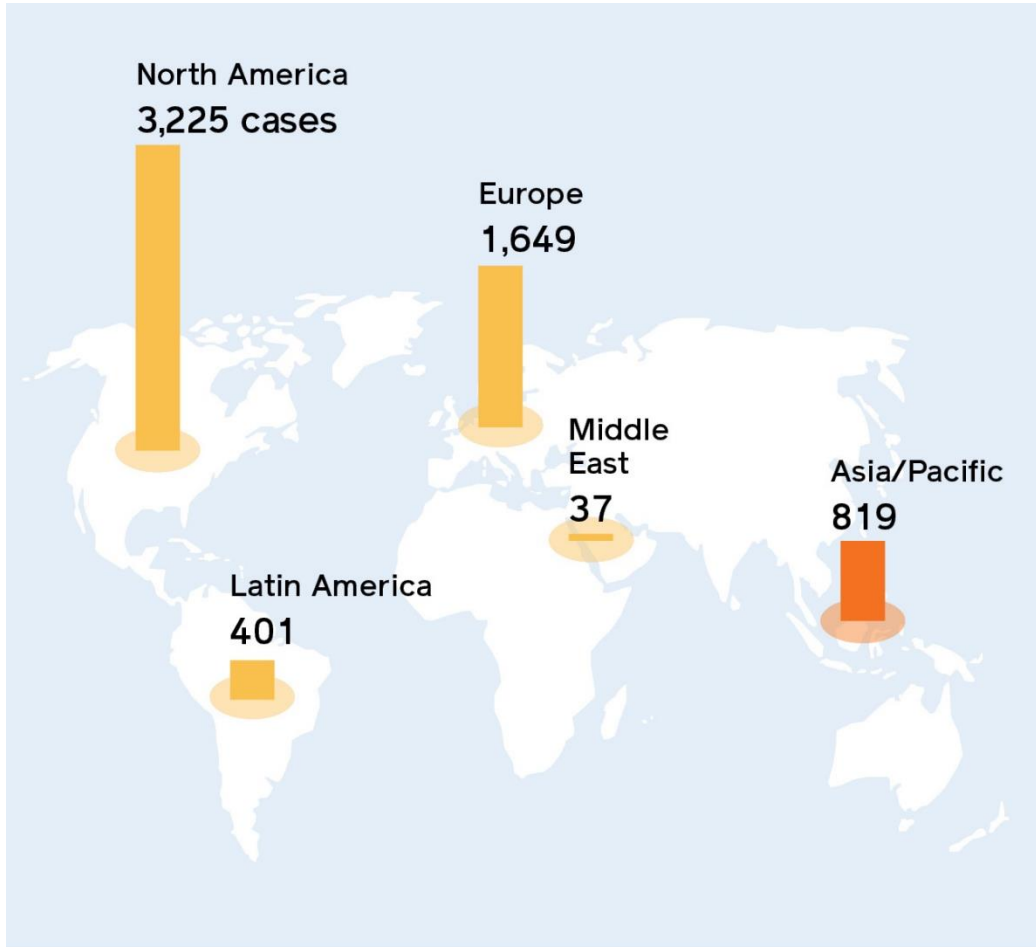 North America
3,225 cases
Europe
1,649
Middle
East
37
Asia/Pacific
819
Latin America
401